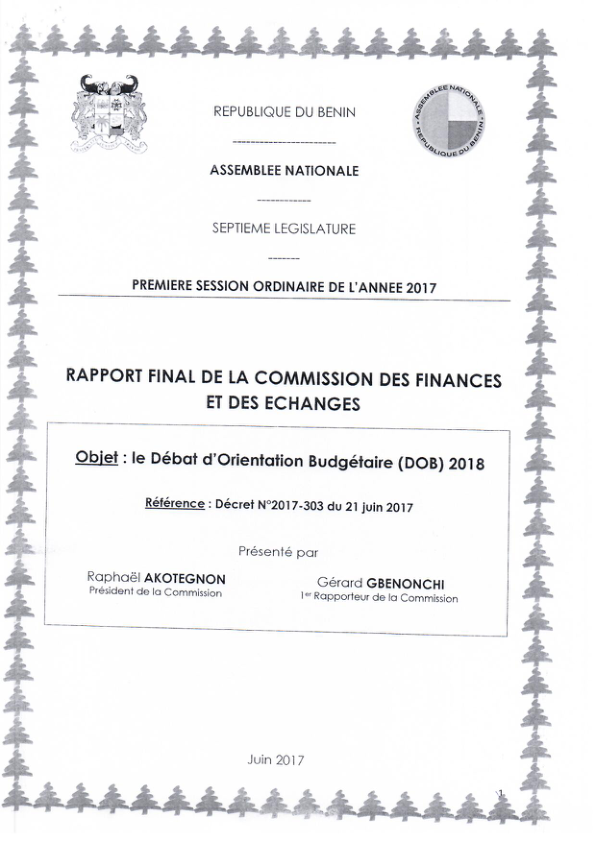 REPUBLIQUE DU BENIN
----------------------
ASSEMBLEE NATIONALE
------------
SEPTIEME LEGISLATURE
-------
PREMIERE SESSION ORDINAIRE DE L'ANNEE 2017
ASSEMBLEE NATIONALE
REPUBLIQUE DU BENIN
RAPPORT FINAL DE LA COMMISSION DES FINANCES
ET DES ECHANGES
Objet : le Débat d'Orientation Budgétaire (DOB) 2018
Référence : Décret N°2017-303 du 21 juin 2017
Présenté par
Raphaël AKOTEGNON
Président de la Commission
Gérard GBENONCHI
1er Rapporteur de la Commission
Juin 2017
1